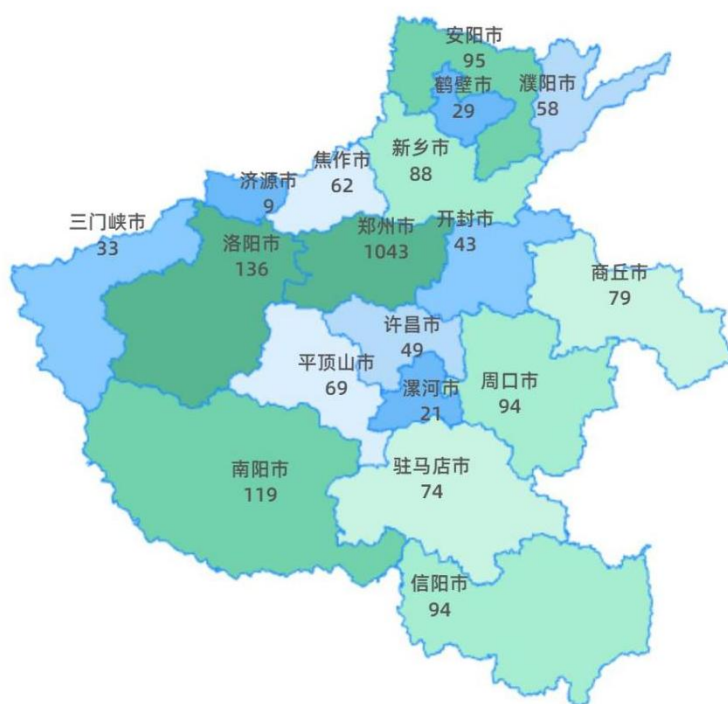 安阳市
95
鹤壁市
29
濮阳市
58
新乡市
88
焦作市
62
济源市
9
三门峡市
33
洛阳市
136
郑州市
1043
开封市
43
商丘市
79
许昌市
49
平顶山市
69
漯河市
21
周口市
94
南阳市
119
驻马店市
74
信阳市
94